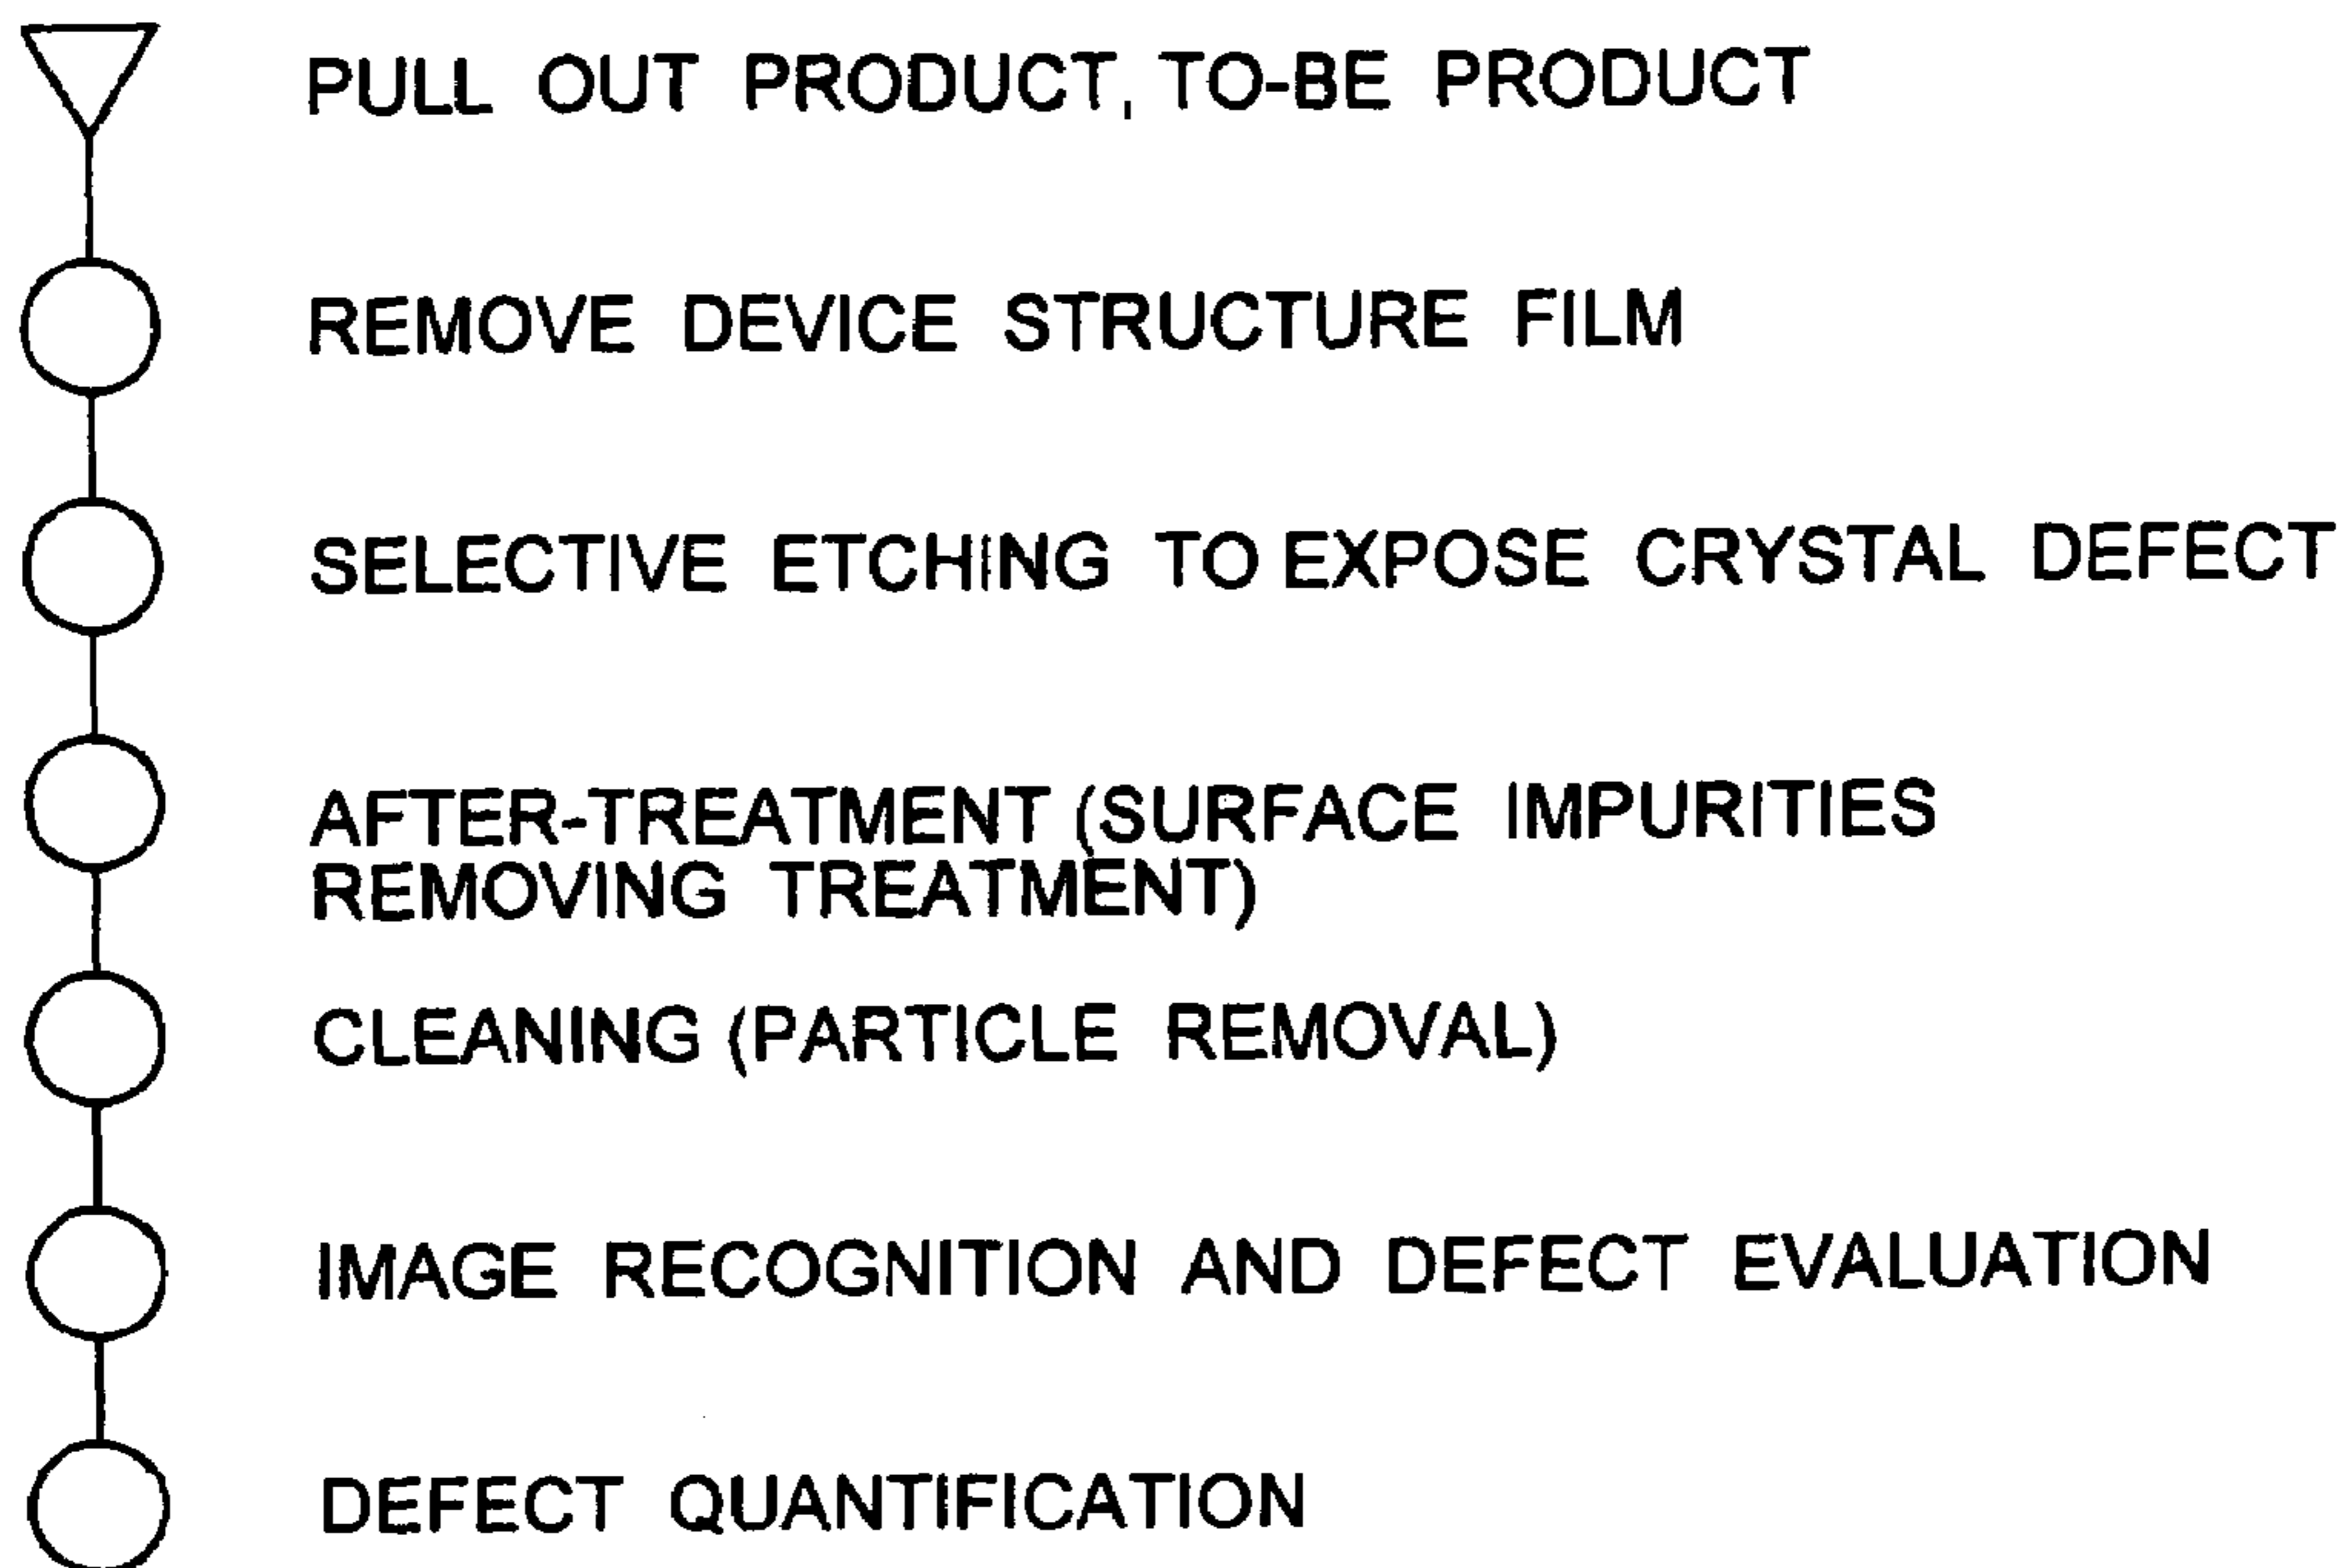 PULL OUT PRODUCT, TO-BE PRODUCT
REMOVE DEVICE STRUCTURE FILM
SELECTIVE ETCHING TO EXPOSE CRYSTAL DEFECT
AFTER-TREATMENT (SURFACE IMPURITIES
REMOVING TREATMENT)
CLEANING (PARTICLE REMOVAL)
IMAGE RECOGNITION AND DEFECT EVALUATION
DEFECT QUANTIFICATION